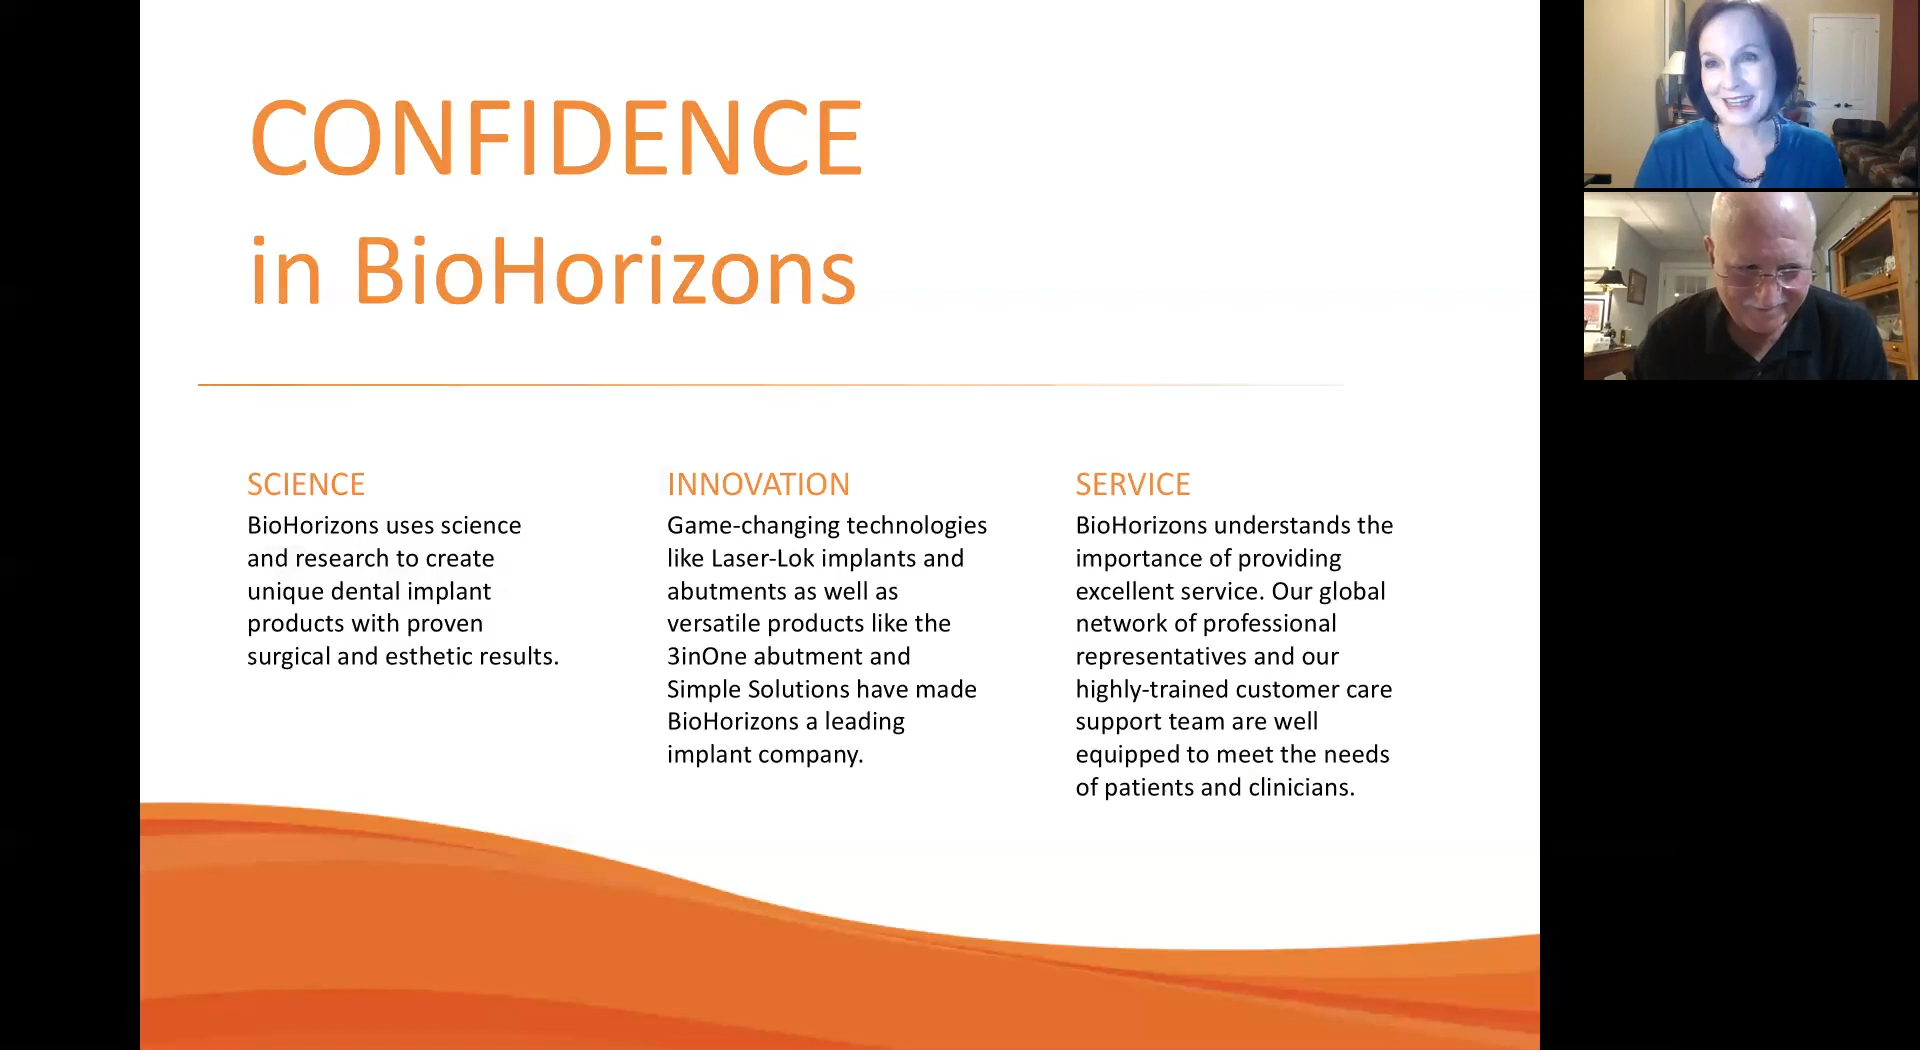 CONFIDENCE
in BioHorizons
SCIENCE
BioHorizons uses science
and research to create
unique dental implant
products with proven
surgical and esthetic results.
INNOVATION
Game-changing technologies
like Laser-Lok implants and
abutments as well as
versatile products like the
3inOne abutment and
Simple Solutions have made
BioHorizons a leading
implant company.
SERVICE
BioHorizons understands the
importance of providing
excellent service. Our global
network of professional
representatives and our
highly-trained customer care
support team are well
equipped to meet the needs
of patients and clinicians.